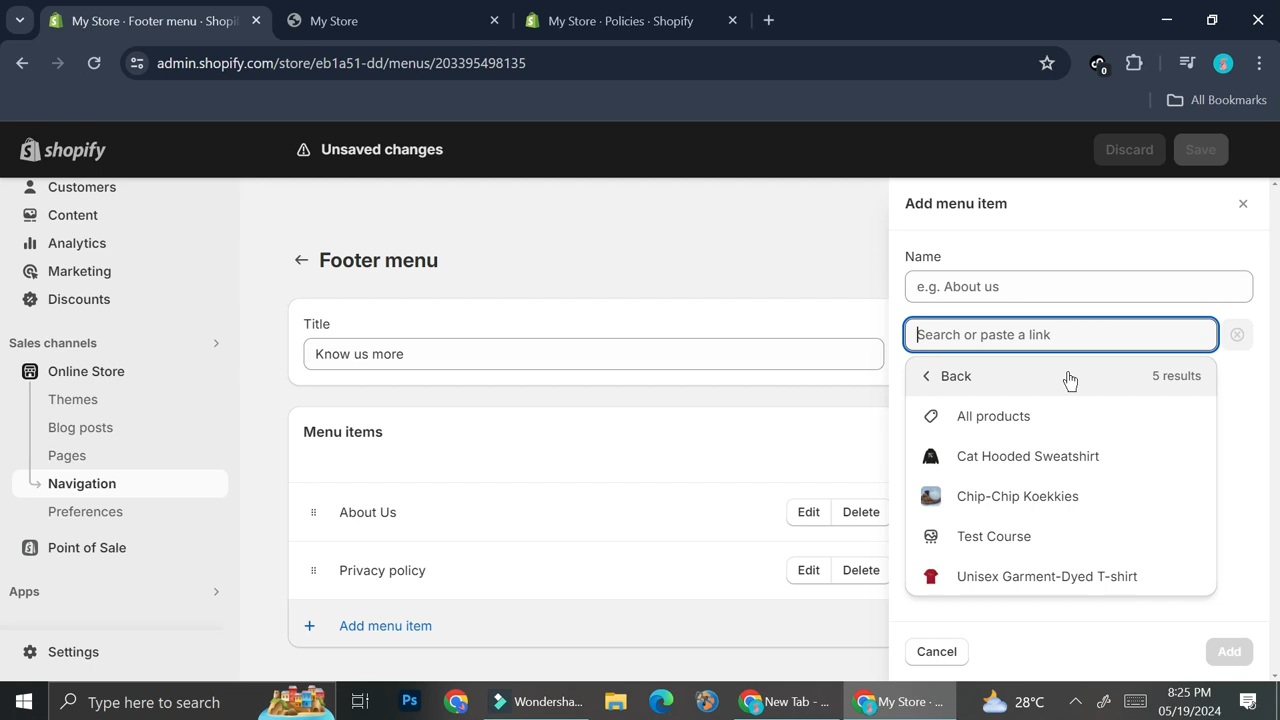 My Store · Footer menu · Shopi
My Store
My Store · Policies · Shopify
admin.shopify.com/store/eb1a51-dd/menus/203395498135
0
All Bookmarks
shopify
Unsaved changes
Discard
Save
Customers
Content
Analytics
Marketing
Discounts
Sales channels
Online Store
Themes
Blog posts
Pages
Navigation
Preferences
Point of Sale
Apps
Settings
Footer menu
Title
Know us more
Menu items
About Us
Edit
Delete
Privacy policy
Edit
Delete
Add menu item
Add menu item
Name
e.g. About us
Search or paste a link
Back
5 results
All products
Cat Hooded Sweatshirt
Chip-Chip Koekkies
Test Course
Unisex Garment-Dyed T-shirt
Cancel
Add
Type here to search
Ps
Wondersha...
New Tab - ...
My Store · ...
28°C
8:25 PM
05/19/2024